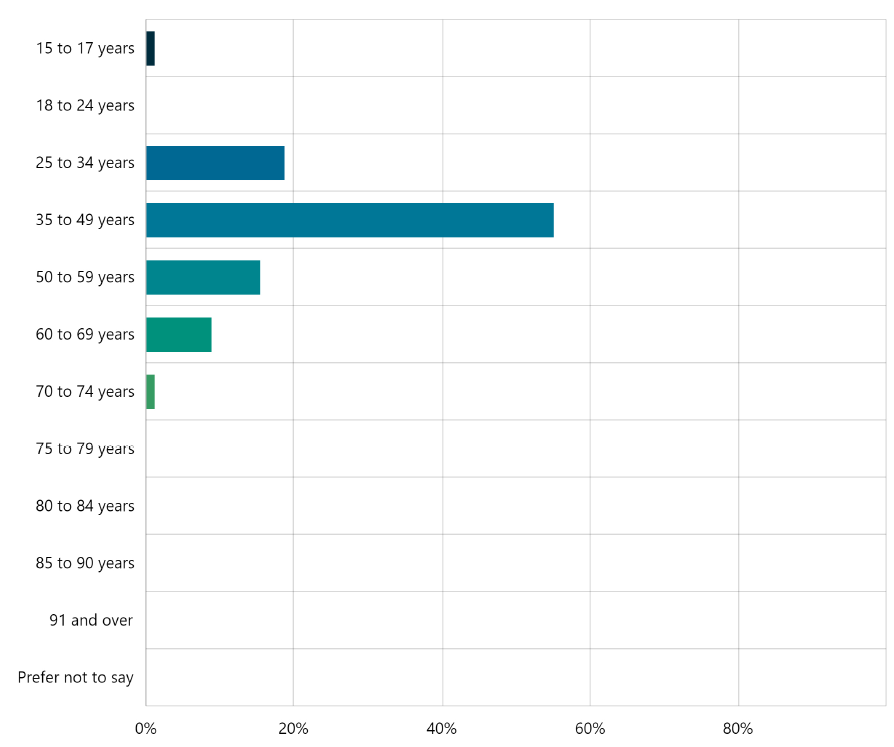 15 to 17 years
18 to 24 years
25 to 34 years
35 to 49 years
50 to 59 years
60 to 69 years
70 to 74 years
75 to 79 years
80 to 84 years
85 to 90 years
91 and over
Prefer not to say
0% 20% 40% 60% 80%